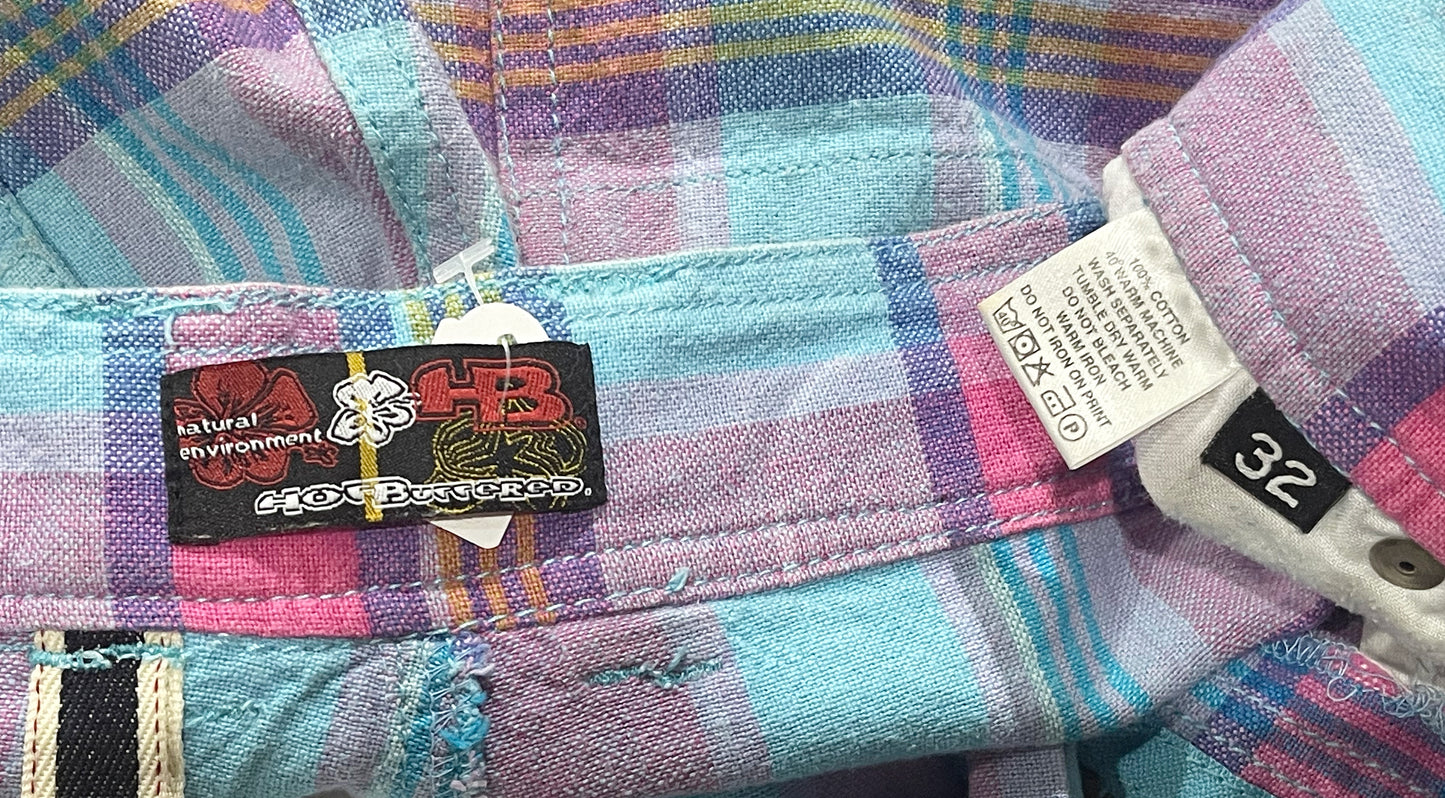 natural
environment
HB
HOT BUTTERED.
100% COTTON
40° WARM MACHINE
WASH SEPARATELY
TUMBLE DRY WARM
DO NOT BLEACH
WARM IRON
DO NOT IRON ON PRINT
40
P
32